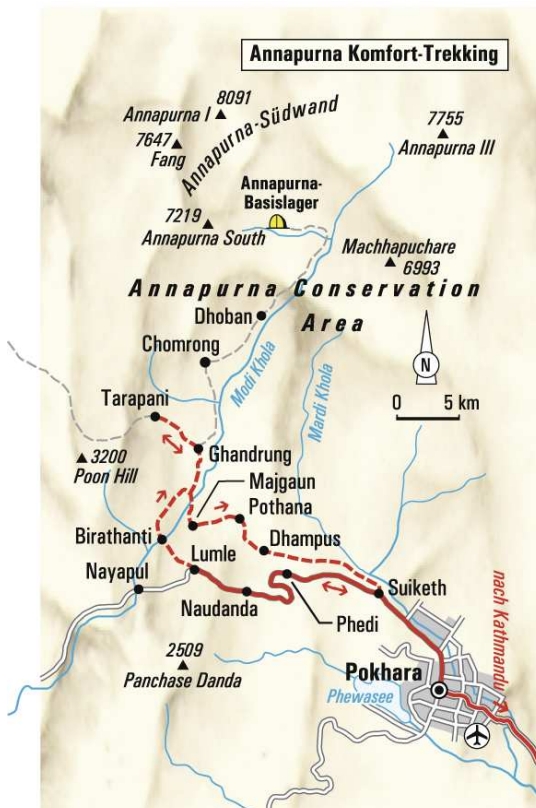 Annapurna Komfort-Trekking
8091
Annapurna I
7647
Fang
Annapurna-Südwand
7755
Annapurna III
Annapurna-
Basislager
7219
Annapurna South
Machhapuchare
6993
Annapurna Conservation
Area
Dhoban
Chomrong
Modi Khola
Mardi Khola
N
0 5 km
Tarapani
Ghandrung
3200
Poon Hill
Majgaun
Pothana
Birathanti
Dhampus
Lumle
Nayapul
Suiketh
Naudanda
Phedi
nach Kathmandu
2509
Panchase Danda
Pokhara
Phewasee